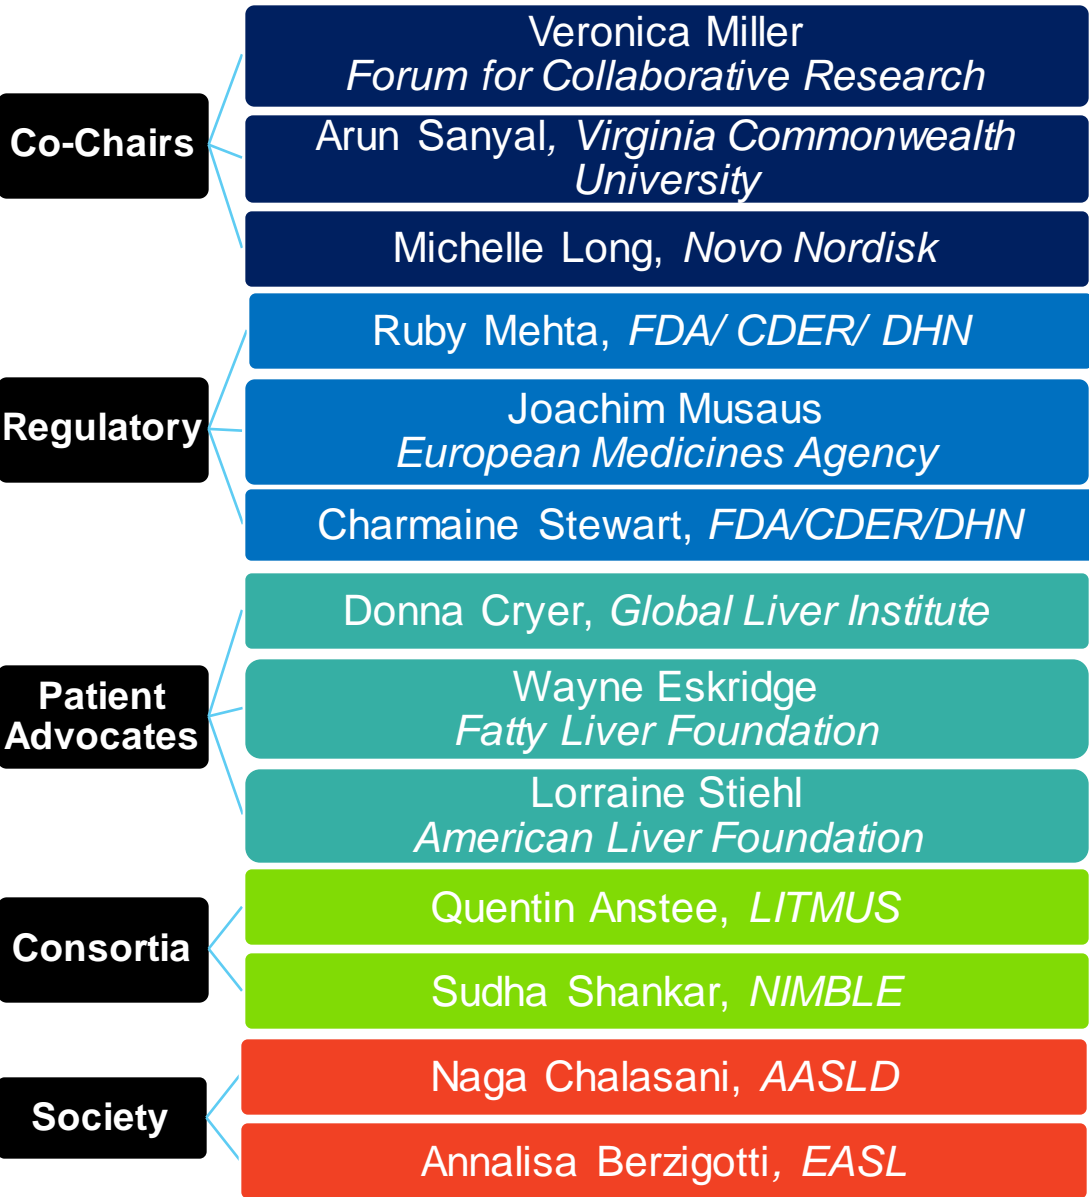 Co-Chairs
Veronica Miller
Forum for Collaborative Research
Arun Sanyal, Virginia Commonwealth
University
Michelle Long, Novo Nordisk
Regulatory
Ruby Mehta, FDA/ CDER/ DHN
Joachim Musaus
European Medicines Agency
Charmaine Stewart, FDA/CDER/DHN
Patient
Advocates
Donna Cryer, Global Liver Institute
Wayne Eskridge
Fatty Liver Foundation
Lorraine Stiehl
American Liver Foundation
Consortia
Quentin Anstee, LITMUS
Sudha Shankar, NIMBLE
Society
Naga Chalasani, AASLD
Annalisa Berzigotti, EASL